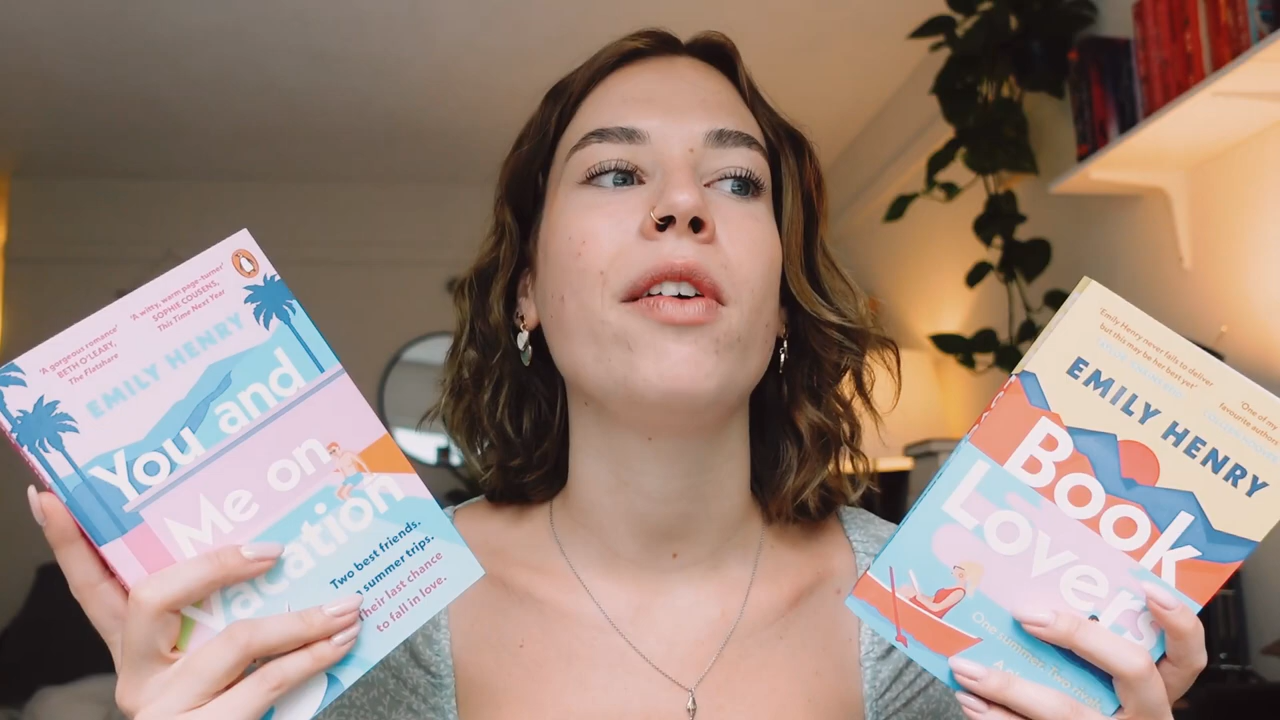 'A gorgeous romance'
BETH O'LEARY,
The Flatshare
'A witty, warm page-turner'
SOPHIE COUSENS,
This Time Next Year
EMILY HENRY
You and
Me on
Vacation
Two best friends.
summer trips.
Their last chance
to fall in love.
'Emily Henry never fails to deliver
but this may be her best yet'
'One of my
favourite authors
EMILY HENRY
Book
Lovers
One summer. Two rivals.